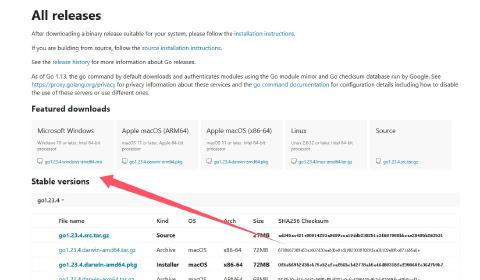 All releases
After downloading a binary release suitable for your system, please follow the installation instructions.
If you are building from source, follow the source installation instructions.
See the release history for more information about Go releases.
As of Go 1.13, the go command by default downloads and authenticates modules using the Go module mirror and Go checksum database run by Google. See
https://proxy.golang.org/privacy for privacy information about these services and the go command documentation for configuration details including how to disable
the use of these servers or use different ones.
Featured downloads
Microsoft Windows
Apple macOS (ARM64)
Apple macOS (x86-64)
Linux
Source
Windows 10 or later, Intel 64-bit
processor
macOS 11 or later, Apple 64-bit
processor
macOS 11 or later, Intel 64-bit
processor
Linux 2.6.32 or later, Intel 64-bit
processor
go1.23.4.windows-amd64.msi
go1.23.4.darwin-arm64.pkg
go1.23.4.darwin-amd64.pkg
go1.23.4.linux-amd64.tar.gz
go1.23.4.src.tar.gz
Stable versions
go1.23.4
File name Kind OS Arch Size SHA256 Checksum
go1.23.4.src.tar.gz Source
go1.23.4.darwin-amd64.tar.gz Archive macOS x86-64 72MB
go1.23.4.darwin-amd64.pkg Installer macOS x86-64 72MB